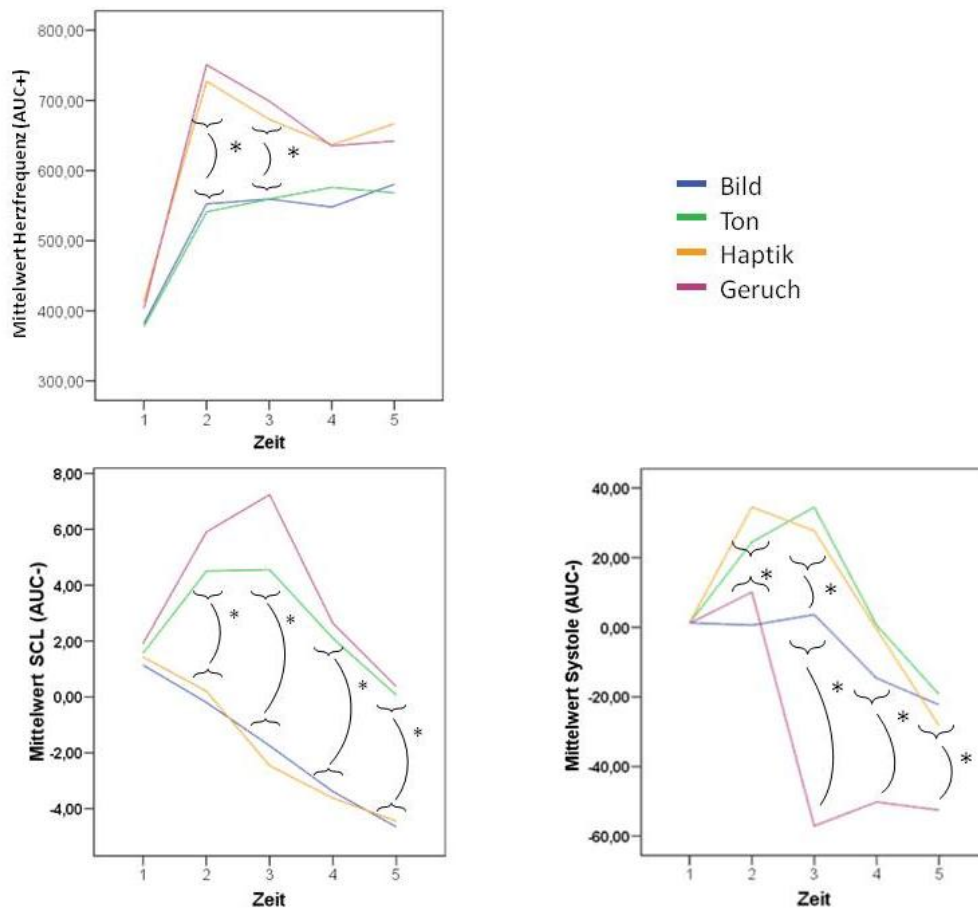 Mittelwert Herzfrequenz (AUC+)
800,00
700,00
600,00
500,00
400,00
300,00
*
*
1 2 3 4 5
Zeit
Bild
Ton
Haptik
Geruch
Mittelwert SCL (AUC-)
8,00
6,00
4,00
2,00
0,00
-2,00
-4,00
*
*
*
*
1 2 3 4 5
Zeit
Mittelwert Systole (AUC-)
40,00
20,00
0,00
-20,00
-40,00
-60,00
*
*
*
*
*
1 2 3 4 5
Zeit